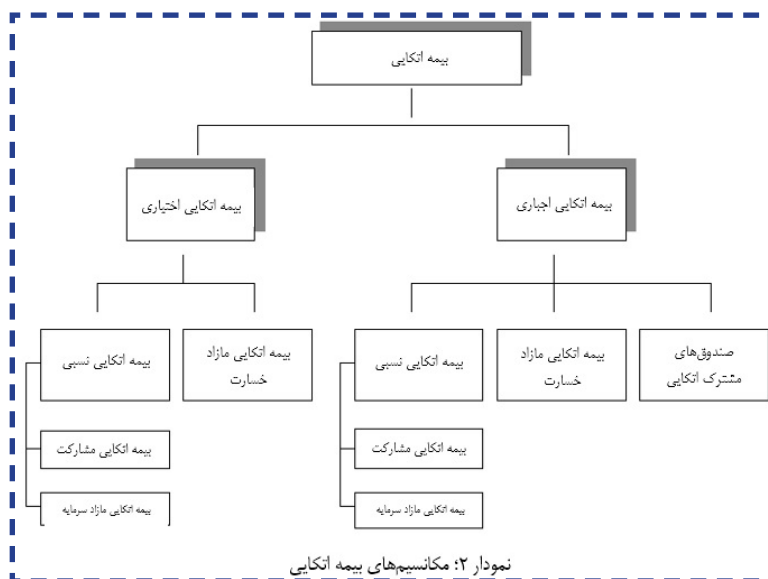 بیمه اتکایی
بیمه اتکایی اجباری
بیمه اتکایی اختیاری
صندوق‌های
مشترک اتکایی
بیمه اتکایی مازاد
خسارت
بیمه اتکایی نسبی
بیمه اتکایی مشارکت
بیمه اتکایی مازاد سرمایه
بیمه اتکایی مازاد
خسارت
بیمه اتکایی نسبی
بیمه اتکایی مشارکت
بیمه اتکایی مازاد سرمایه
نمودار ۲؛ مکانسیم‌های بیمه اتکایی